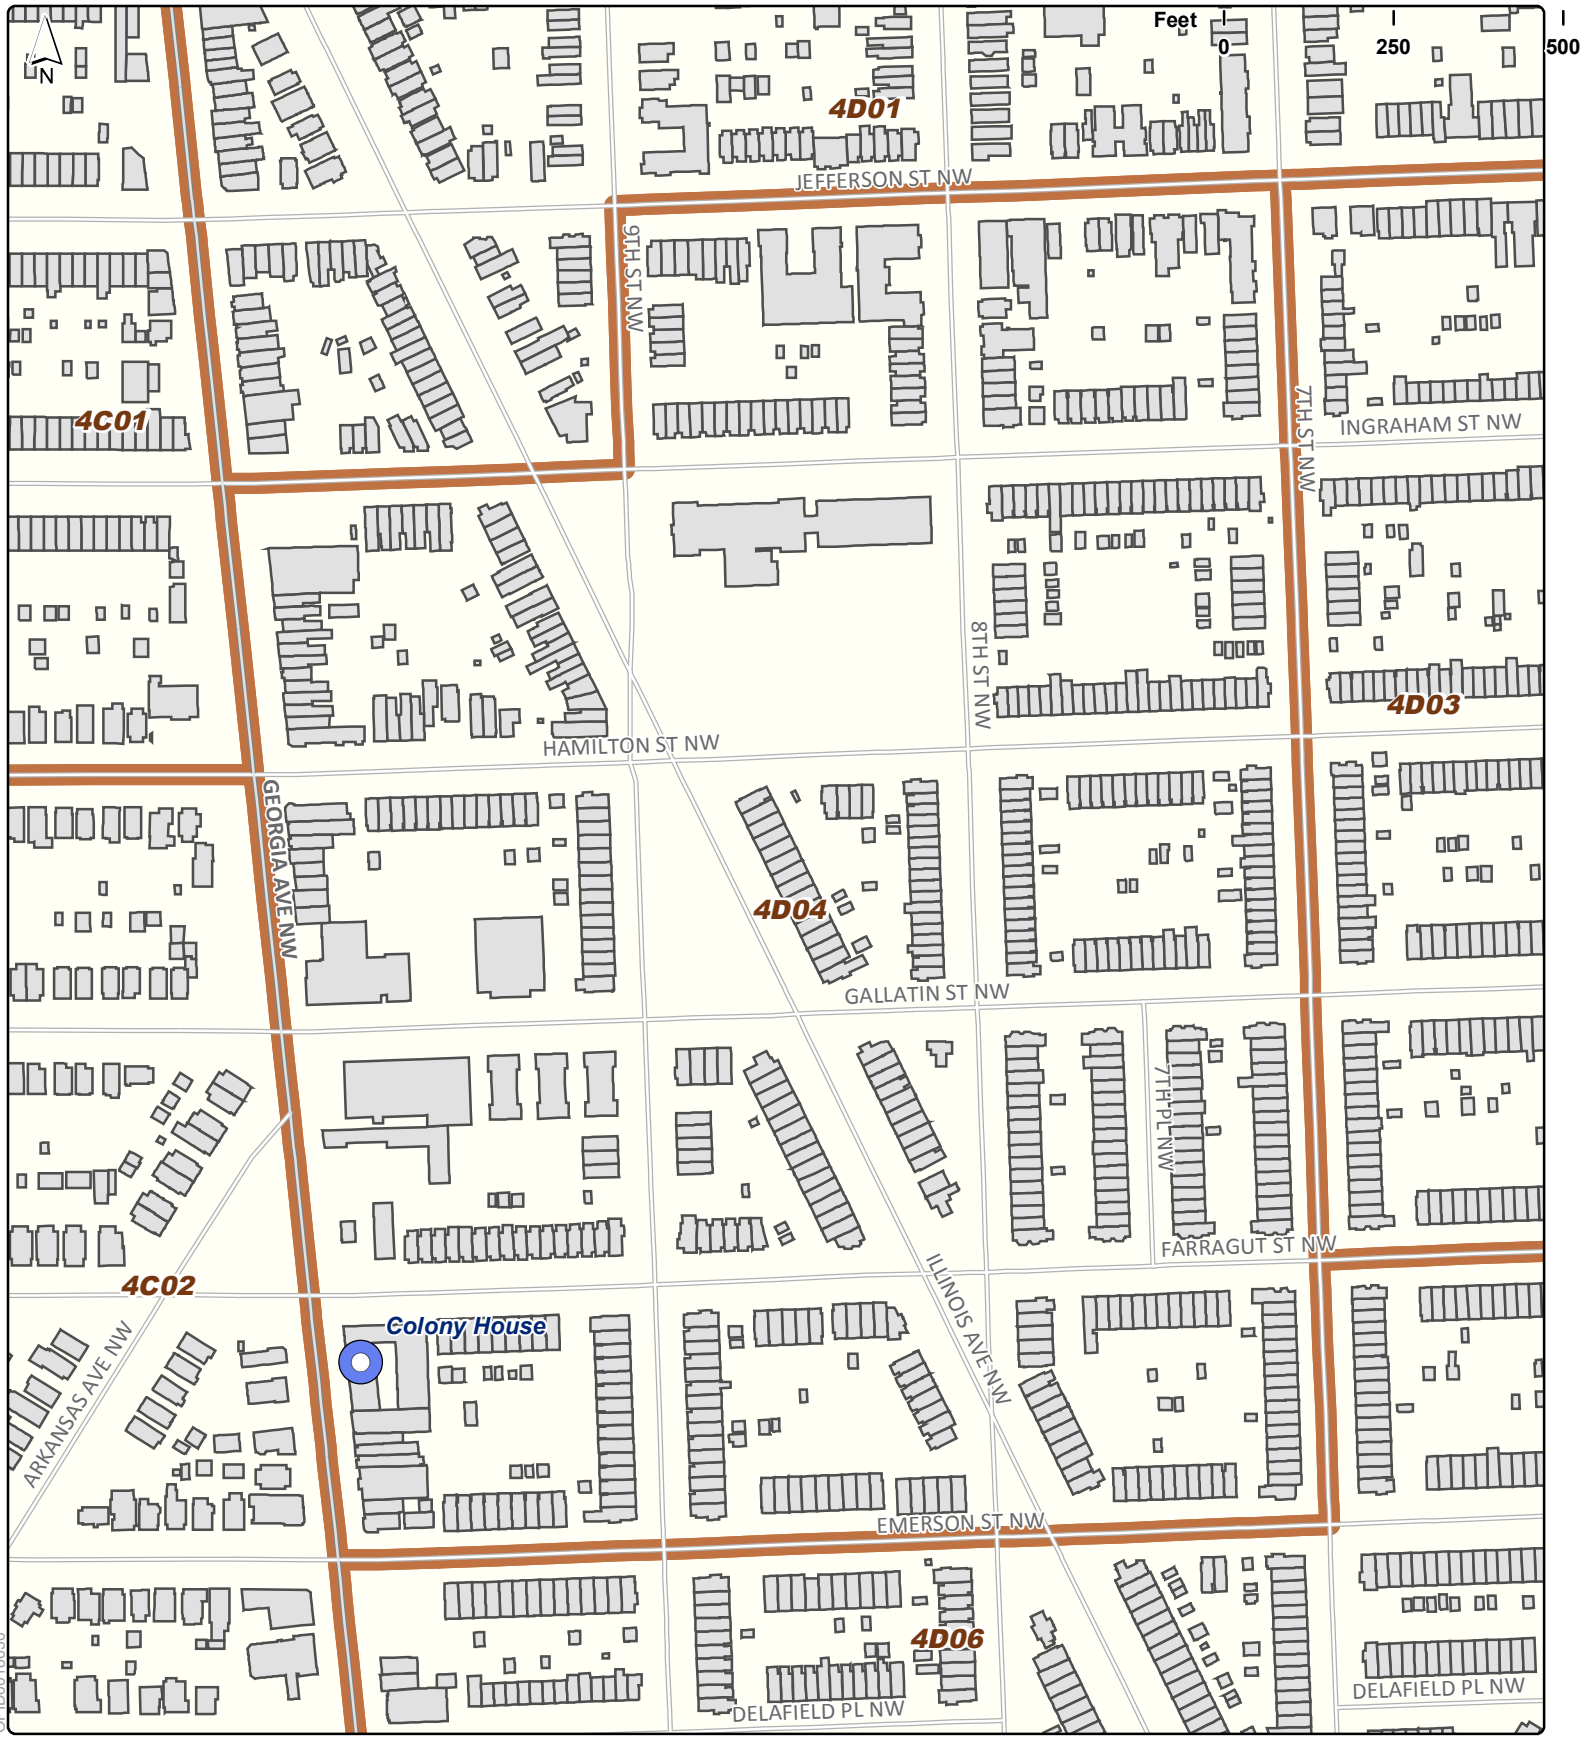 Feet
0 250 500
N
4D01
JEFFERSON ST NW
9TH ST NW
4C01
7TH ST NW
INGRAHAM ST NW
8TH ST NW
4D03
HAMILTON ST NW
GEORGIA AVE NW
4D04
GALLATIN ST NW
7TH PL NW
FARRAGUT ST NW
4C02
ILLINOIS AVE NW
Colony House
ARKANSAS AVE NW
EMERSON ST NW
4D06
DELAFIELD PL NW
DELAFIELD PL NW